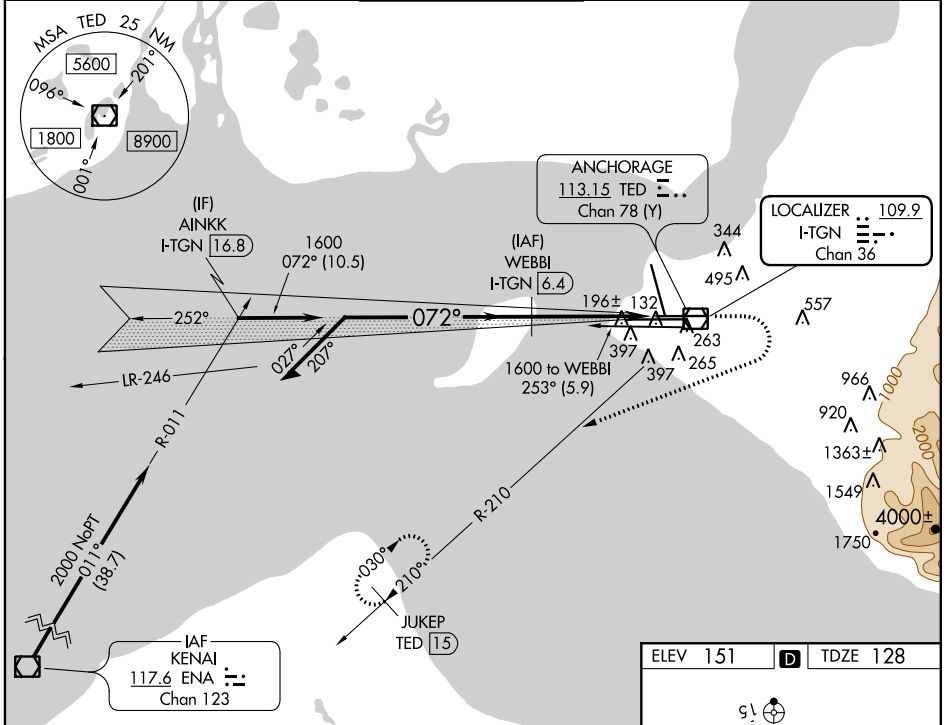 MSA TED 25 NM
5600
201°
096°
1800
8900
001°
(IF)
AINKK
I-TGN 16.8
1600
072° (10.5)
(IAF)
WEBBI
I-TGN 6.4
ANCHORAGE
113.15 TED
Chan 78 (Y)
LOCALIZER 109.9
I-TGN
Chan 36
344
495
557
252°
072°
196± 132
263
397
397
265
027°
207°
LR-246
1600 to WEBBI
253° (5.9)
966
1000
920
2000
1363±
1549
4000±
1750
R-011
R-210
2000 NoPT
011°
(38.7)
030°
210°
JUKEP
TED 15
IAF
KENAI
117.6 ENA
Chan 123
ELEV 151 D TDZE 128
15